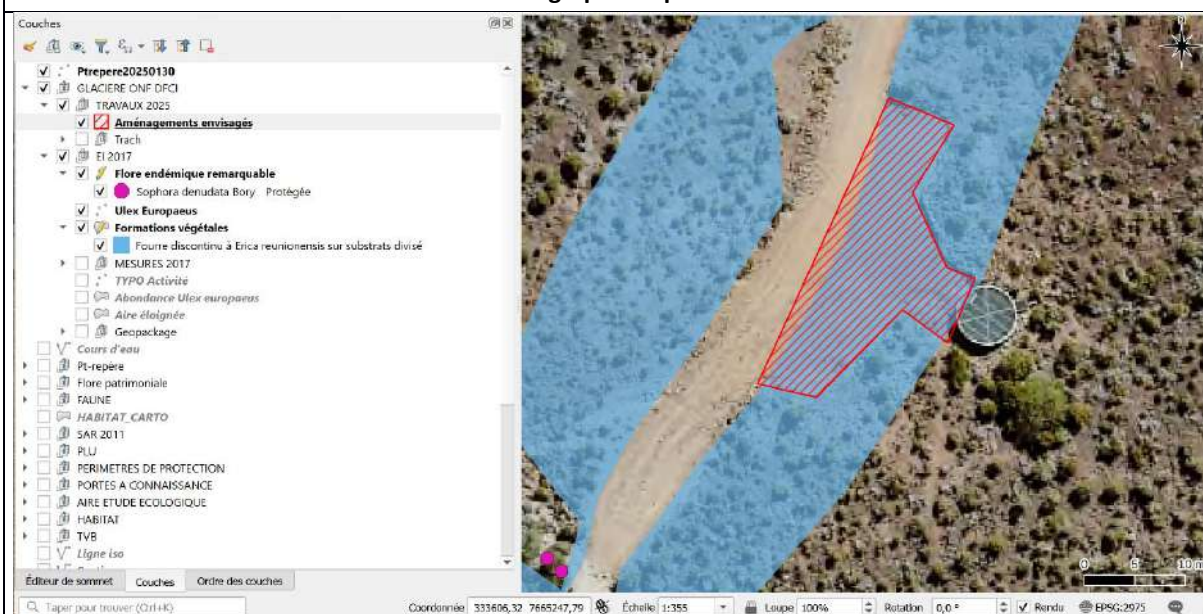 Couches
Ptrepere20250130
GLACIERE ONF DFCI
TRAVAUX 2025
Aménagements envisagés
Trach
EI 2017
Flore endémique remarquable
Sophora denudata Bory. Protégée
Ulex Europaeus
Formations végétales
Fourre discontinu à Erica reunionensis sur substrats divisé
MESURES 2017
TYPO Activité
Abondance Ulex europaeus
Aire éloignée
Geopackage
Cours d'eau
Pt-repère
Flore patrimoniale
FAUNE
HABITAT_CARTO
SAR 2011
PLU
PERIMETRES DE PROTECTION
PORTES A CONNAISSANCE
AIRE ETUDE ECOLOGIQUE
HABITAT
TVB
Ligne iso
0 5 10 m
Éditeur de sommet Couches Ordre des couches
Taper pour trouver (Ctrl+K) Coordonnée 333606,32 7665247,79 Échelle 1:355 Loupe 100% Rotation 0,0 ° Rendu EPSG:2975